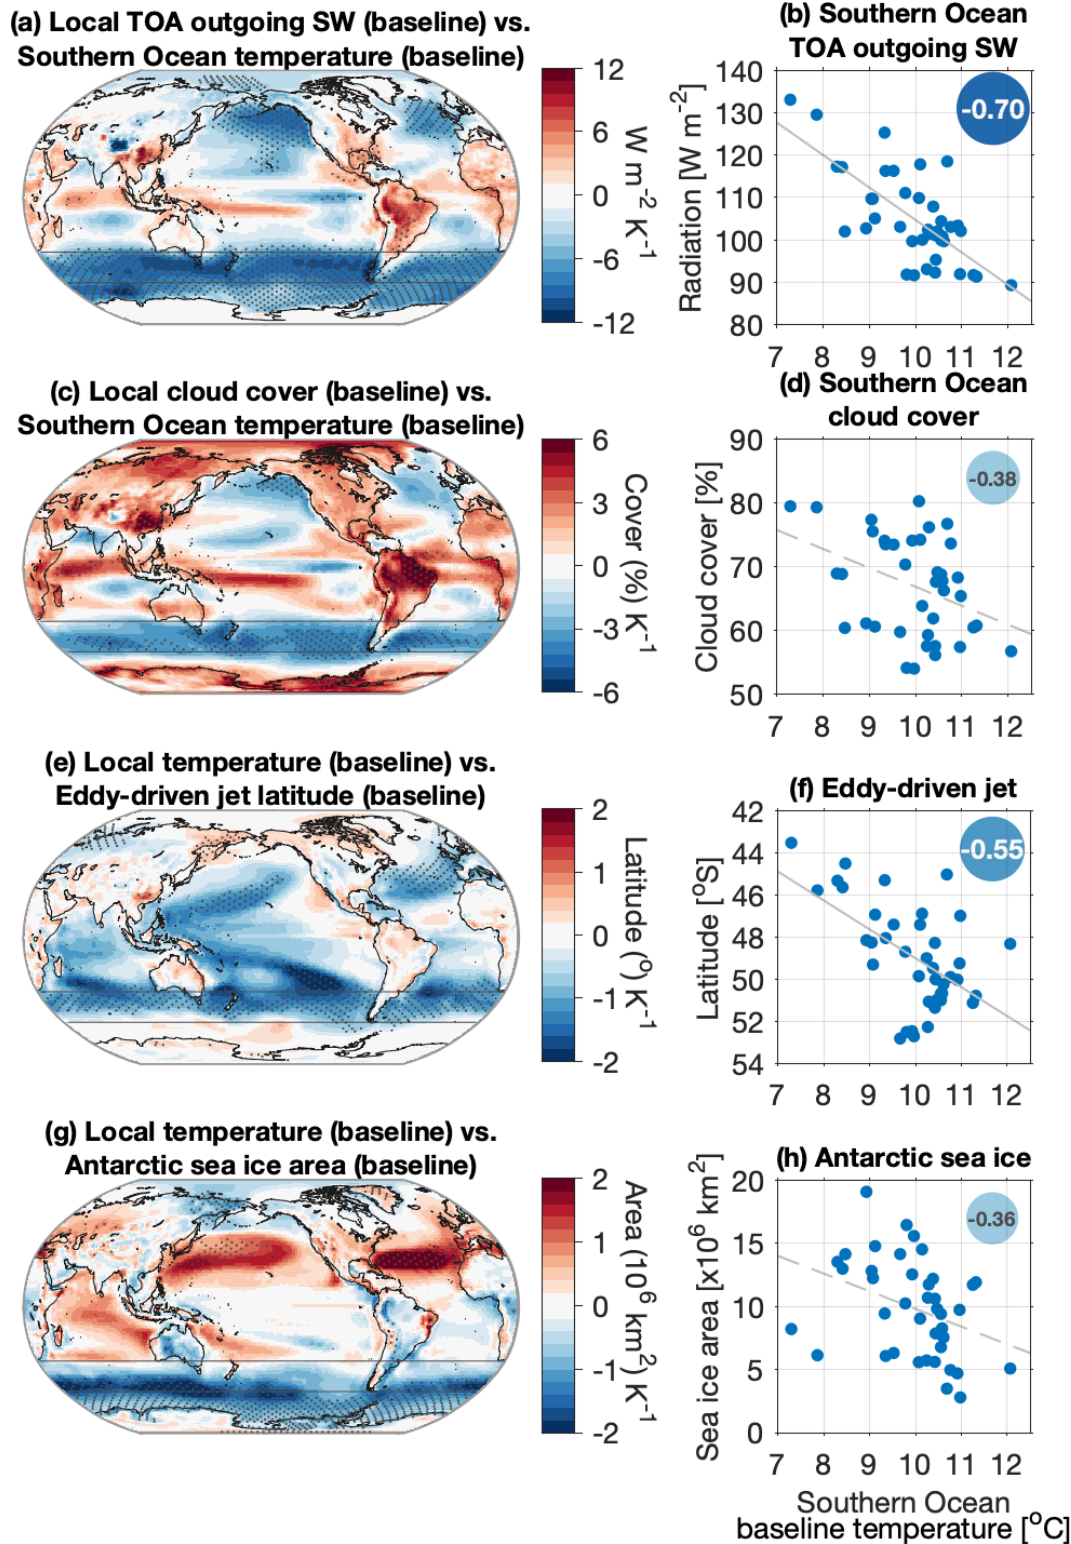 (a) Local TOA outgoing SW (baseline) vs.
Southern Ocean temperature (baseline)
12
6
0
-6
-12
W m-2 K-1
(b) Southern Ocean
TOA outgoing SW
-0.70
Radiation [W m-2]
140
130
120
110
100
90
80
7 8 9 10 11 12
(c) Local cloud cover (baseline) vs.
Southern Ocean temperature (baseline)
6
3
0
-3
-6
Cover (%) K-1
(d) Southern Ocean
cloud cover
-0.38
Cloud cover [%]
90
80
70
60
50
7 8 9 10 11 12
(e) Local temperature (baseline) vs.
Eddy-driven jet latitude (baseline)
2
1
0
-1
-2
Latitude (o) K-1
(f) Eddy-driven jet
-0.55
Latitude [oS]
42
44
46
48
50
52
54
7 8 9 10 11 12
(g) Local temperature (baseline) vs.
Antarctic sea ice area (baseline)
2
1
0
-1
-2
Area (106 km2) K-1
(h) Antarctic sea ice
-0.36
Sea ice area [x106 km2]
20
15
10
5
0
7 8 9 10 11 12
Southern Ocean
baseline temperature [oC]